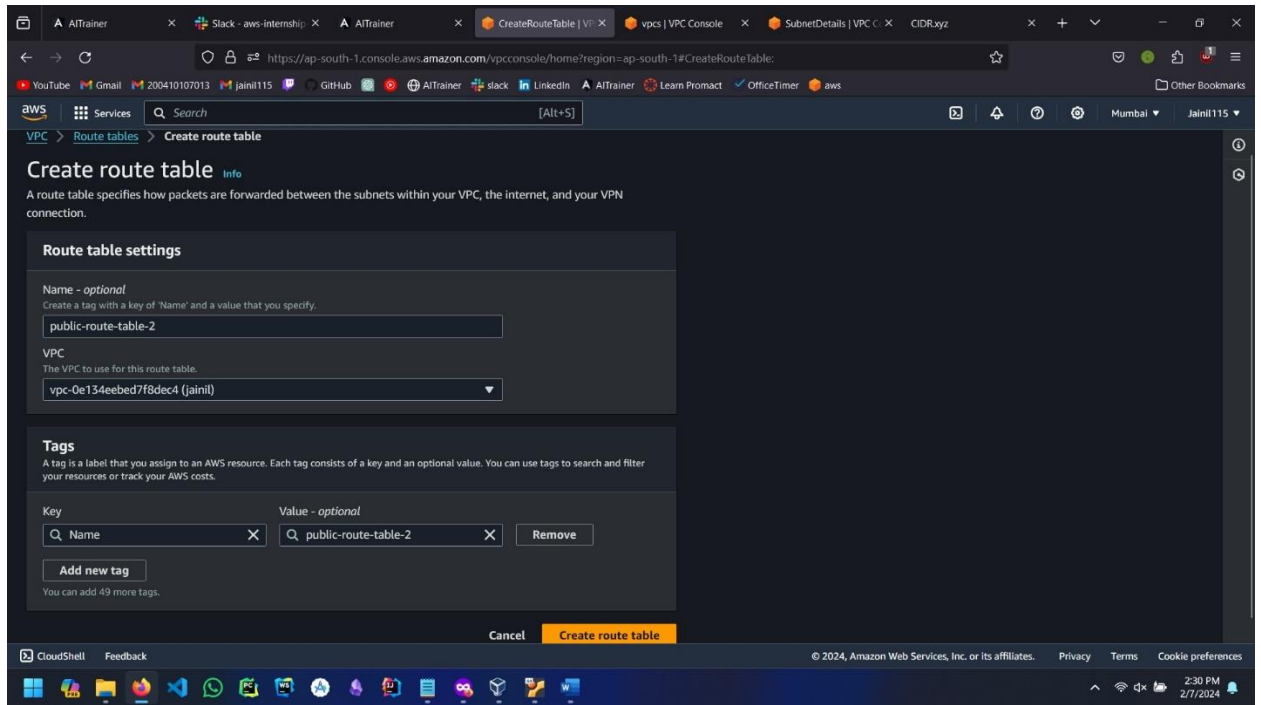 AITrainer
Slack - aws-internship
AITrainer
CreateRouteTable | VP
vpcs | VPC Console
SubnetDetails | VPC C
CIDR.xyz
https://ap-south-1.console.aws.amazon.com/vpcconsole/home?region=ap-south-1#CreateRouteTable:
YouTube
Gmail
200410107013
jainil115
GitHub
AITrainer
slack
LinkedIn
AITrainer
Learn Promact
OfficeTimer
aws
Other Bookmarks
aws
Services
Search
[Alt+S]
Mumbai
Jainil115
VPC > Route tables > Create route table
Create route table Info
A route table specifies how packets are forwarded between the subnets within your VPC, the internet, and your VPN
connection.
Route table settings
Name - optional
Create a tag with a key of 'Name' and a value that you specify.
public-route-table-2
VPC
The VPC to use for this route table.
vpc-0e134eebed7f8dec4 (jainil)
Tags
A tag is a label that you assign to an AWS resource. Each tag consists of a key and an optional value. You can use tags to search and filter
your resources or track your AWS costs.
Key
Value - optional
Name
public-route-table-2
Remove
Add new tag
You can add 49 more tags.
Cancel
Create route table
CloudShell
Feedback
© 2024, Amazon Web Services, Inc. or its affiliates.
Privacy
Terms
Cookie preferences
2:30 PM
2/7/2024